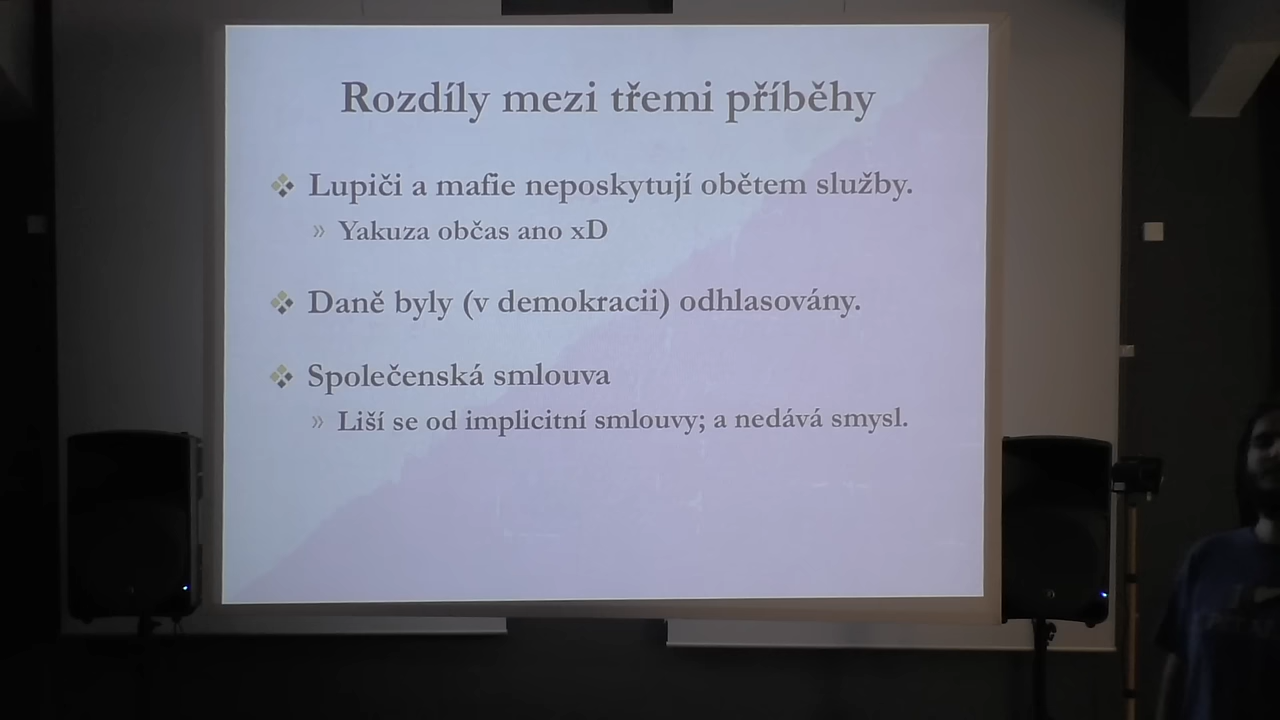 Rozdíly mezi třemi příběhy
Lupiči a mafie neposkytují obětem služby.
» Yakuza občas ano xD
Daně byly (v demokracii) odhlasovány.
Společenská smlouva
» Liší se od implicitní smlouvy; a nedává smysl.